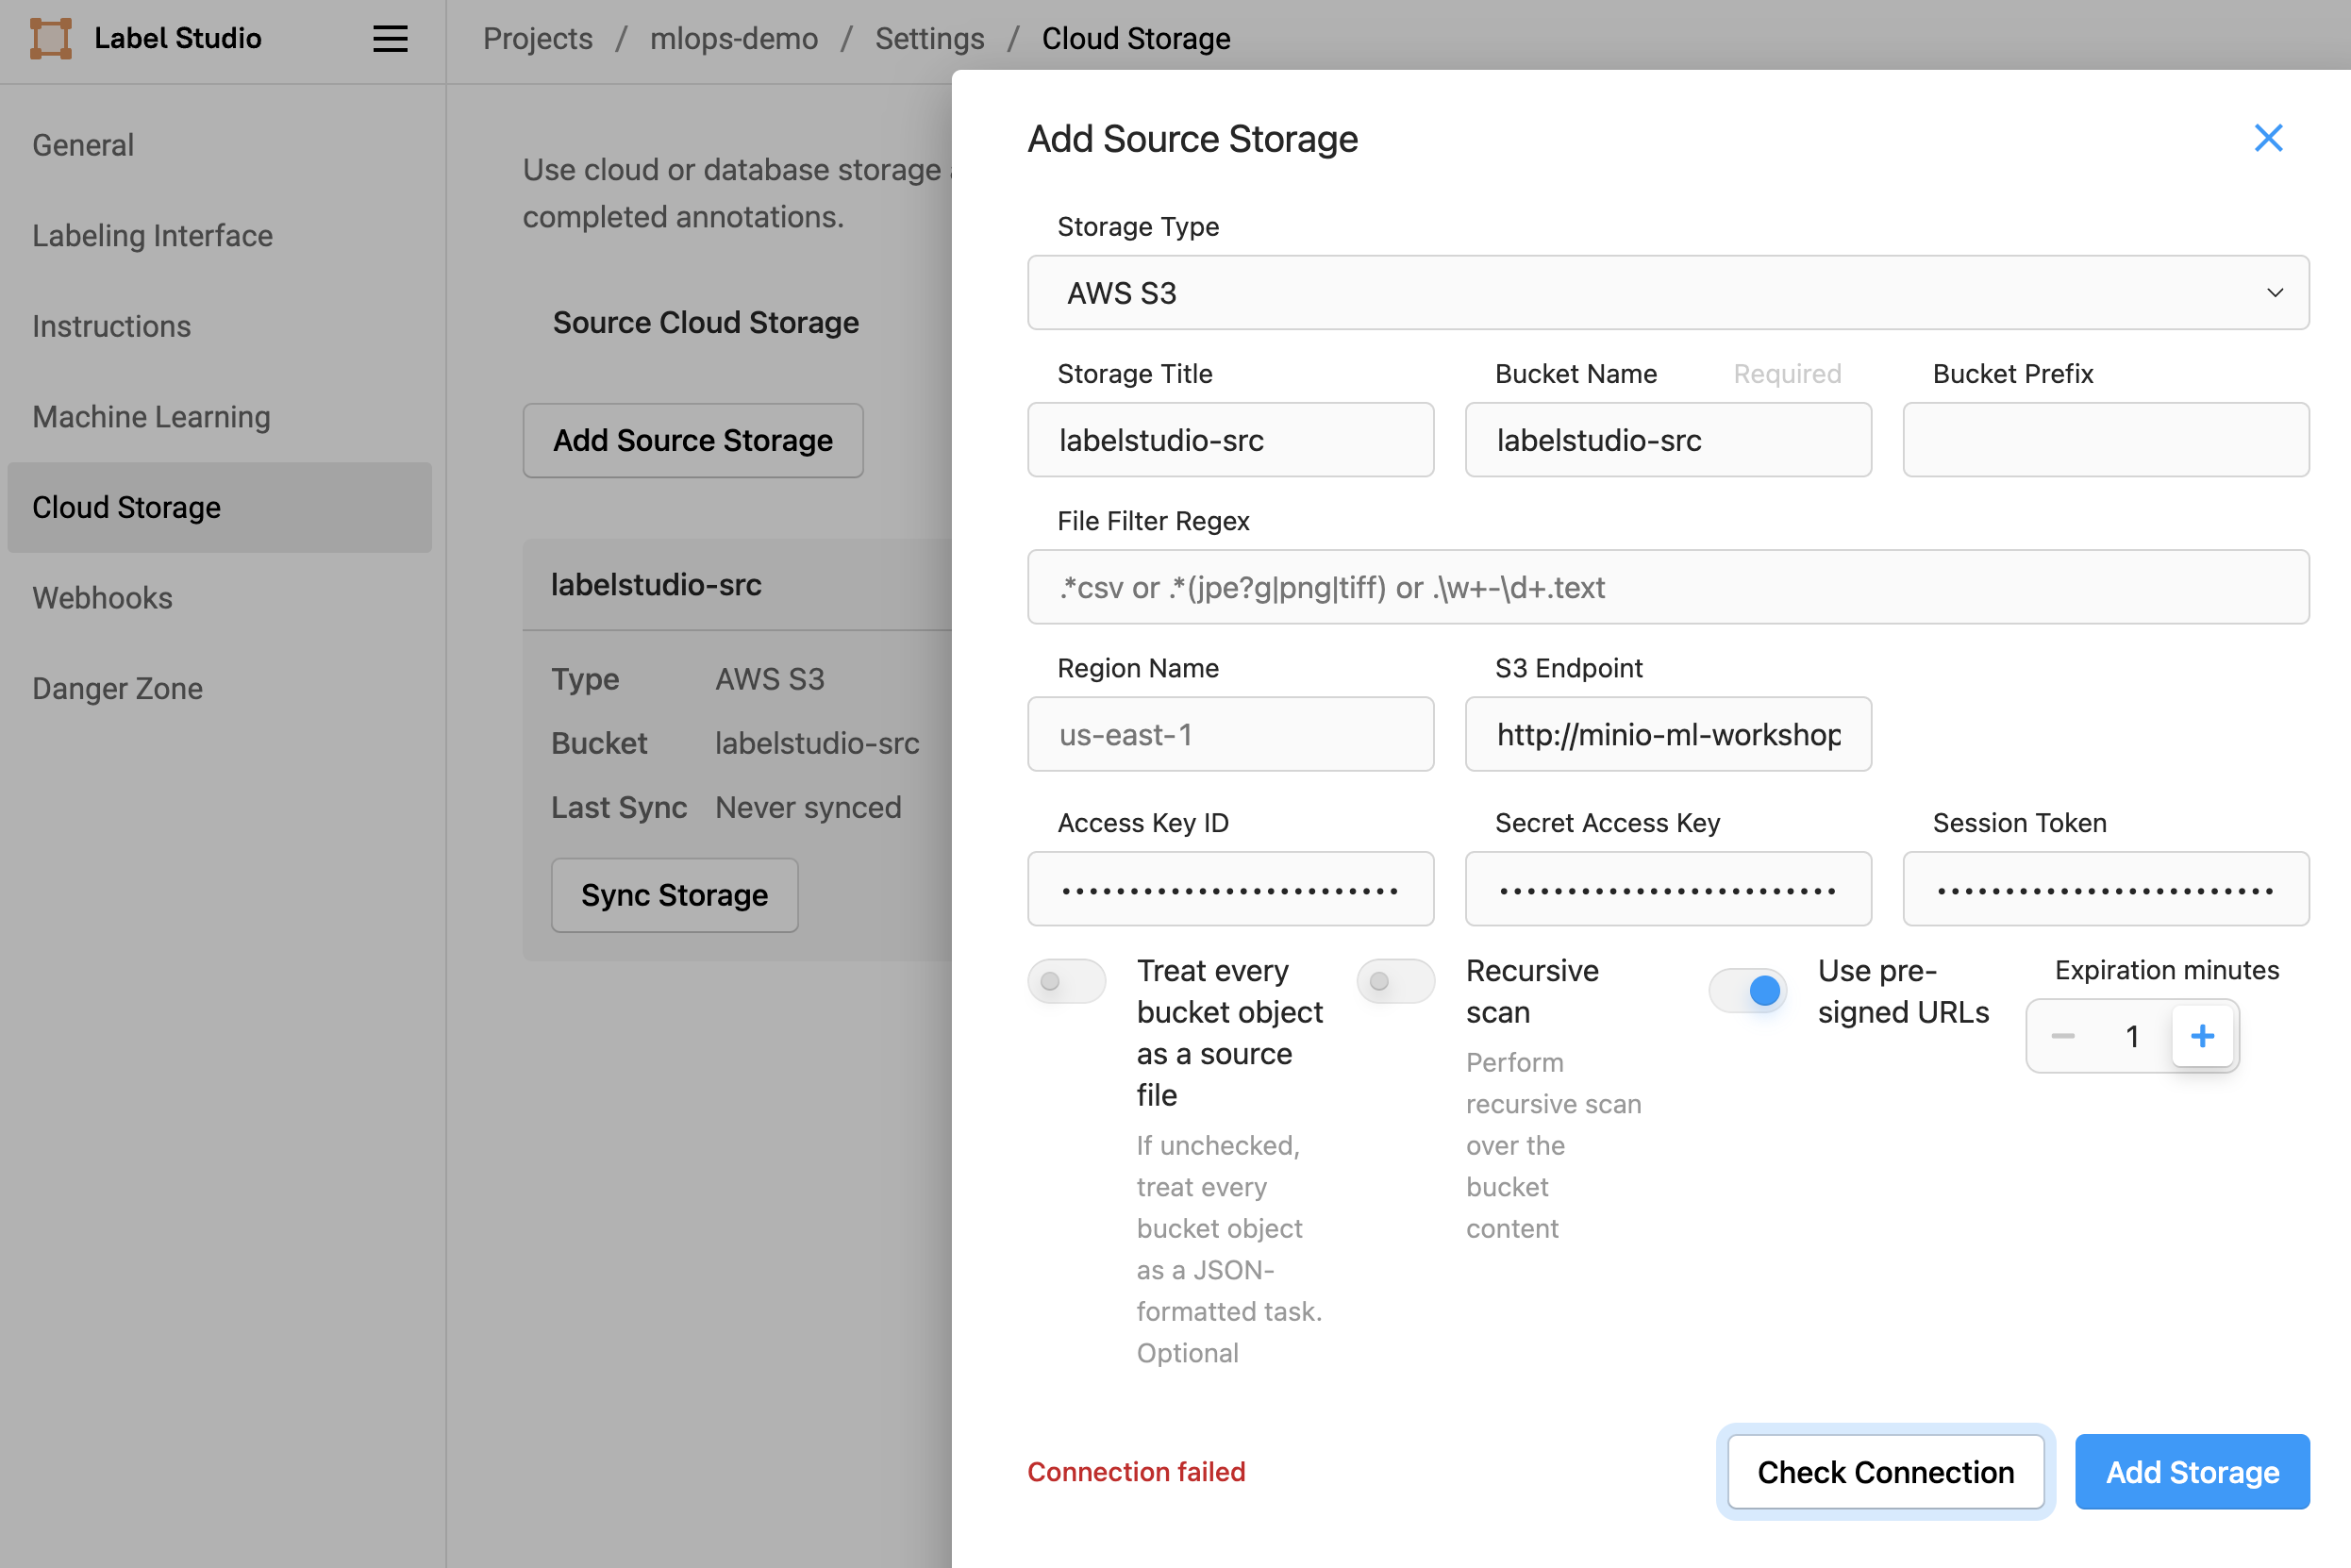 Label Studio
Projects / mlops-demo / Settings / Cloud Storage
General
Labeling Interface
Instructions
Machine Learning
Cloud Storage
Webhooks
Danger Zone
Use cloud or database storage
completed annotations.
Source Cloud Storage
Add Source Storage
labelstudio-src
Type AWS S3
Bucket labelstudio-src
Last Sync Never synced
Sync Storage
Add Source Storage
Storage Type
AWS S3
Storage Title Bucket Name Required Bucket Prefix
labelstudio-src labelstudio-src
File Filter Regex
.*csv or .*(jpe?g|png|tiff) or .\w+-\d+.text
Region Name S3 Endpoint
us-east-1 http://minio-ml-workshop
Access Key ID Secret Access Key Session Token
Treat every
bucket object
as a source
file
If unchecked,
treat every
bucket object
as a JSON-
formatted task.
Optional
Recursive
scan
Perform
recursive scan
over the
bucket
content
Use pre-
signed URLs
Expiration minutes
1
Connection failed
Check Connection
Add Storage